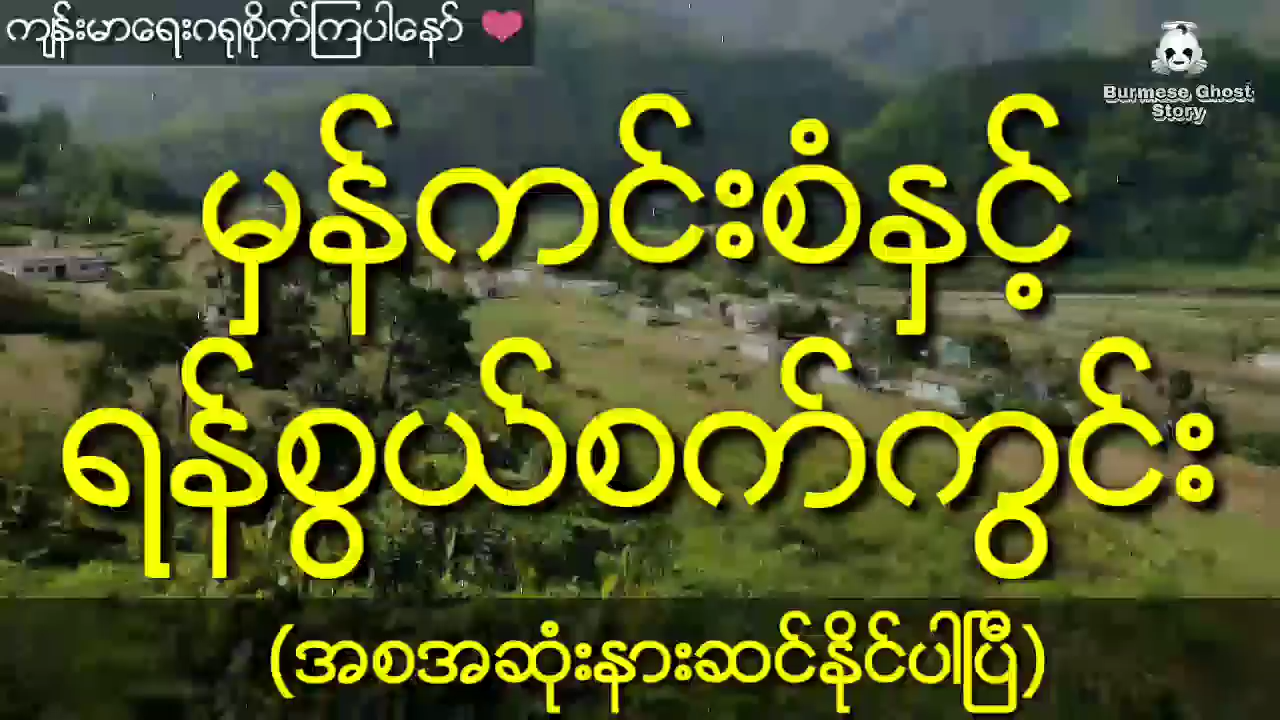 ကျန်းမာရေးဂရုစိုက်ကြပါနော် ❤
Burmese Ghost
Story
မှန်ကင်းစံနှင့်
ရန်စွယ်စက်ကွင်း
(အစအဆုံးနားဆင်နိုင်ပါပြီ)